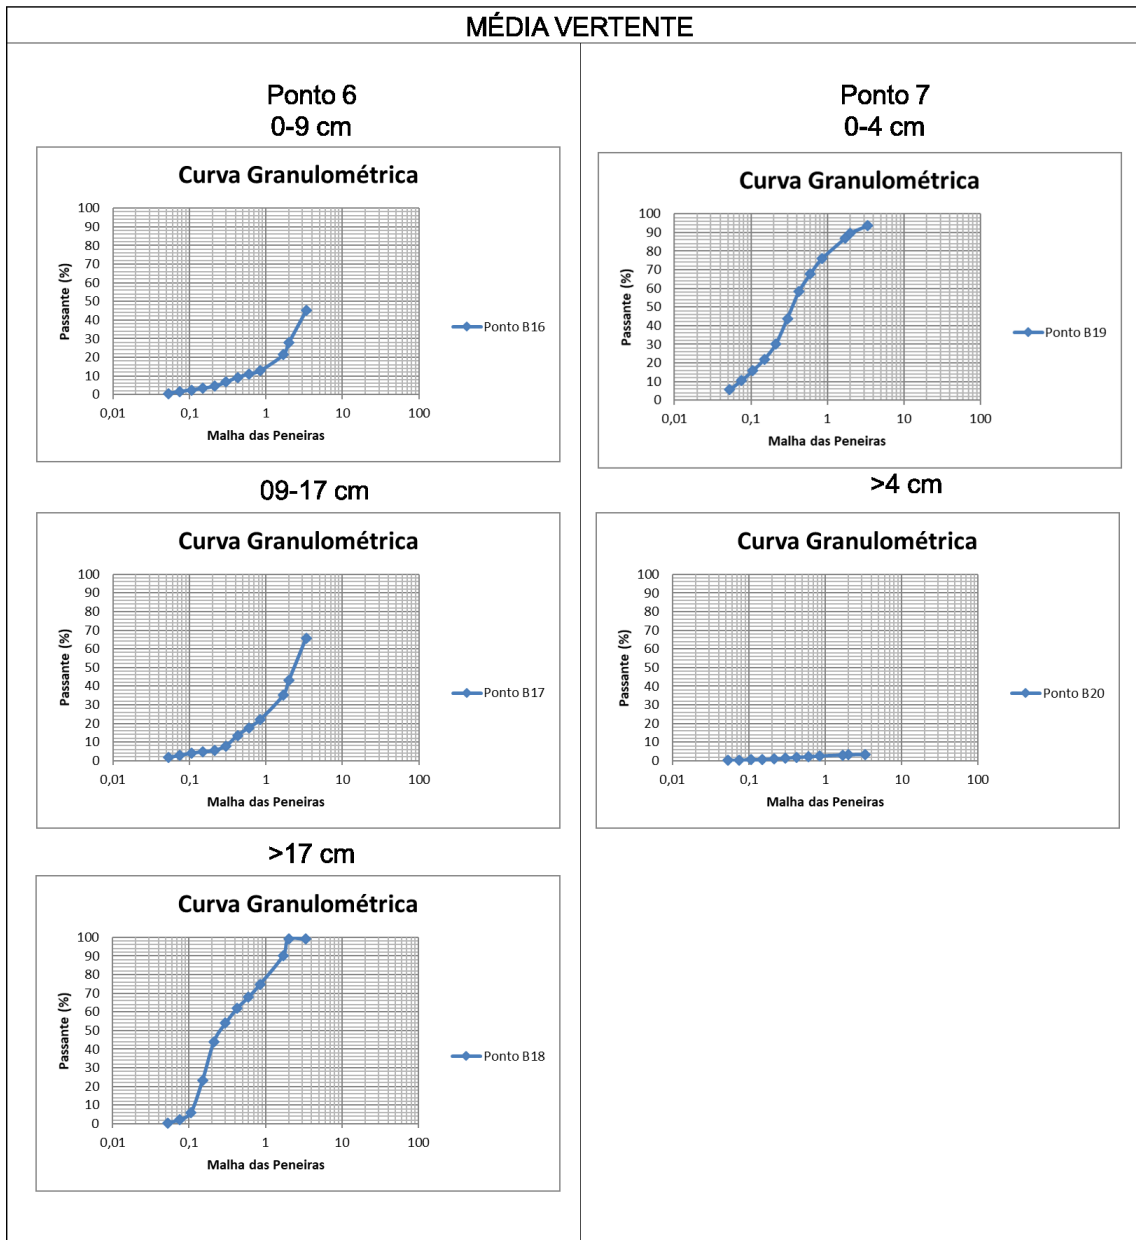 MÉDIA VERTENTE
Ponto 6
0-9 cm
Curva Granulométrica
100
90
80
70
60
50
40
30
20
10
0
Passante (%)
0,01 0,1 1 10 100
Malha das Peneiras
Ponto B16
09-17 cm
Curva Granulométrica
100
90
80
70
60
50
40
30
20
10
0
Passante (%)
0,01 0,1 1 10 100
Malha das Peneiras
Ponto B17
>17 cm
Curva Granulométrica
100
90
80
70
60
50
40
30
20
10
0
Passante (%)
0,01 0,1 1 10 100
Malha das Peneiras
Ponto B18
Ponto 7
0-4 cm
Curva Granulométrica
100
90
80
70
60
50
40
30
20
10
0
Passante (%)
0,01 0,1 1 10 100
Malha das Peneiras
Ponto B19
>4 cm
Curva Granulométrica
100
90
80
70
60
50
40
30
20
10
0
Passante (%)
0,01 0,1 1 10 100
Malha das Peneiras
Ponto B20